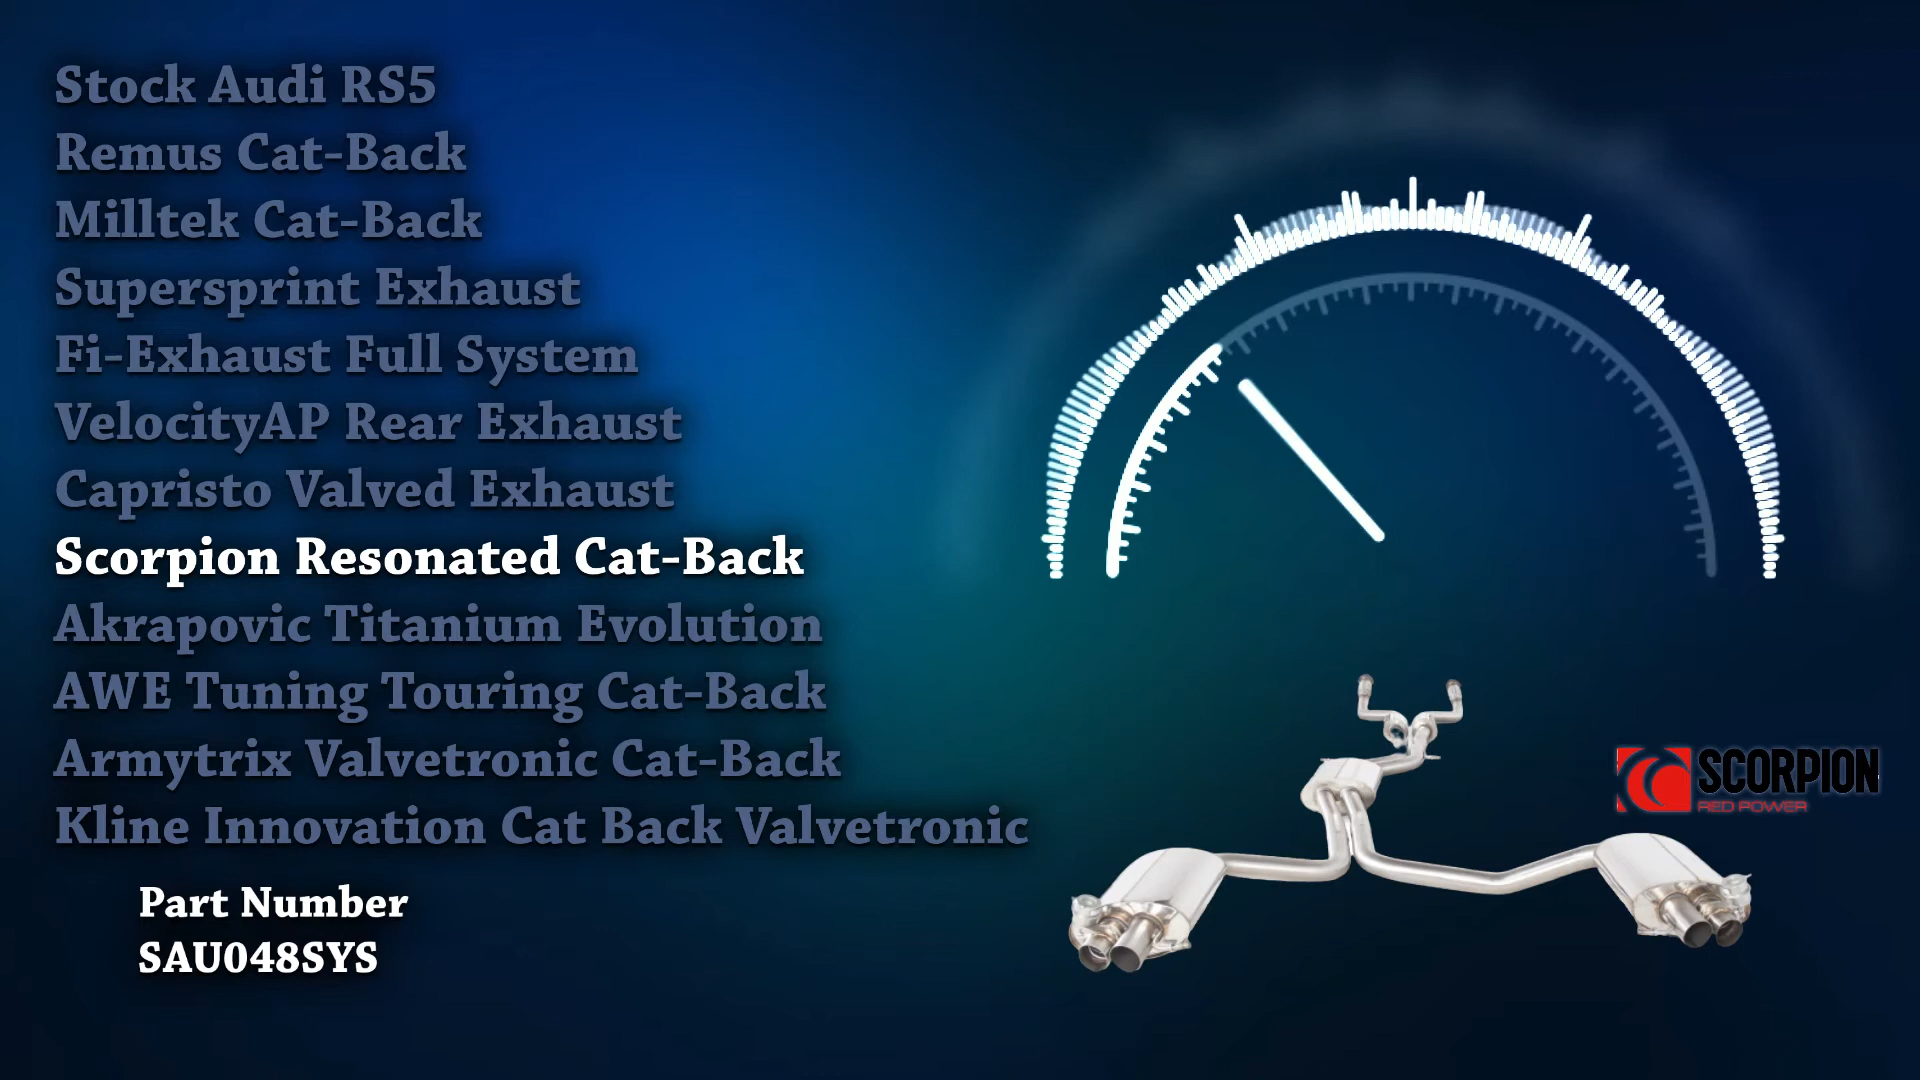 Stock Audi RS5
Remus Cat-Back
Milltek Cat-Back
Supersprint Exhaust
Fi-Exhaust Full System
VelocityAP Rear Exhaust
Capristo Valved Exhaust
Scorpion Resonated Cat-Back
Akrapovic Titanium Evolution
AWE Tuning Touring Cat-Back
Armytrix Valvetronic Cat-Back
Kline Innovation Cat Back Valvetronic
Part Number
SAU048SYS
SCORPION
RED POWER